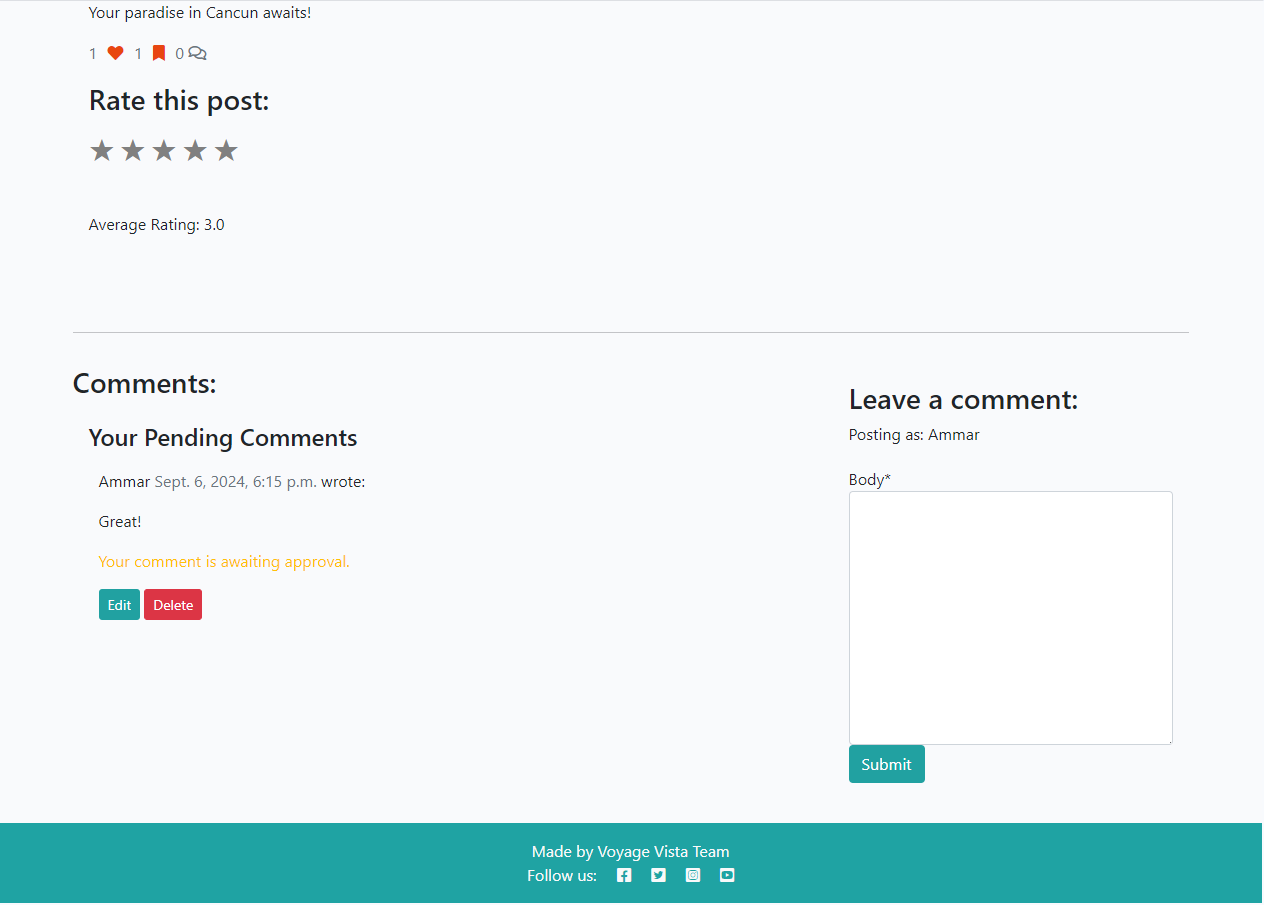 Your paradise in Cancun awaits!
1 1 0
Rate this post:
Average Rating: 3.0
Comments:
Your Pending Comments
Ammar Sept. 6, 2024, 6:15 p.m. wrote:
Great!
Your comment is awaiting approval.
Edit Delete
Leave a comment:
Posting as: Ammar
Body*
Submit
Made by Voyage Vista Team
Follow us: